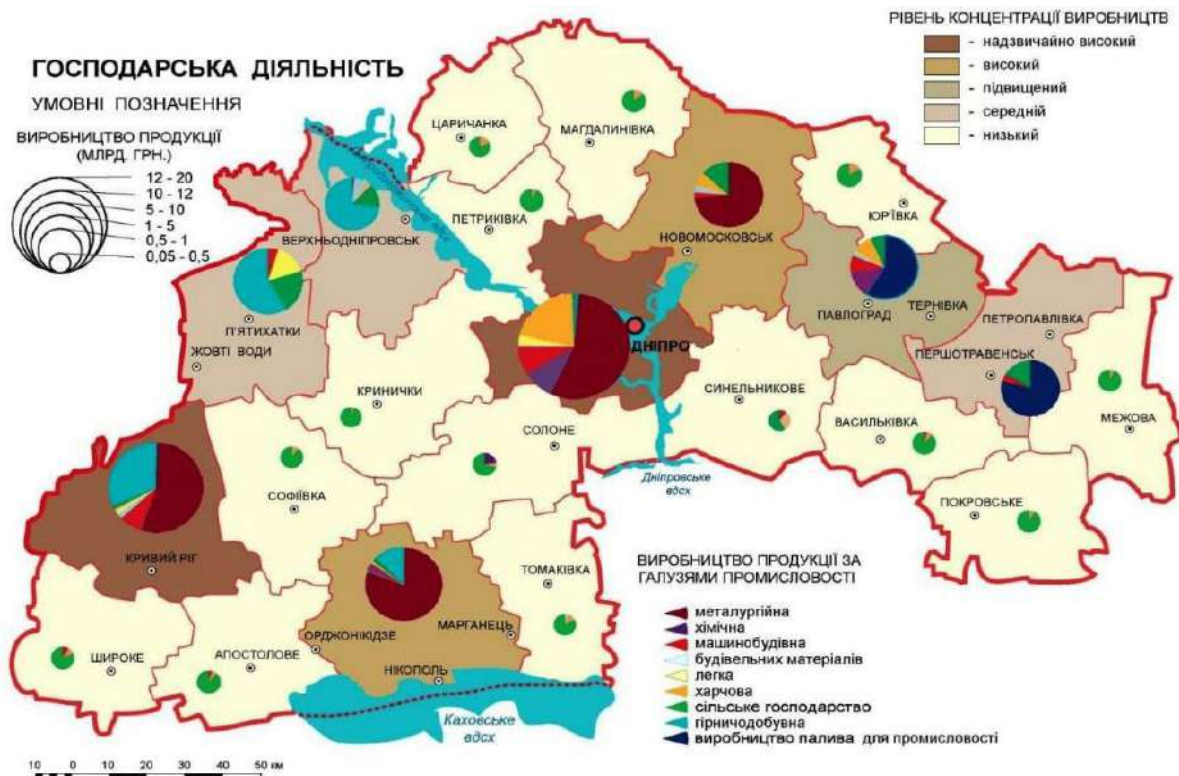 ГОСПОДАРСЬКА ДІЯЛЬНІСТЬ
УМОВНІ ПОЗНАЧЕННЯ
ВИРОБНИЦТВО ПРОДУКЦІЇ
(МЛРД. ГРН.)
12 - 20
10 - 12
5 - 10
1 - 5
0,5 - 1
0,05 - 0,5
РІВЕНЬ КОНЦЕНТРАЦІЇ ВИРОБНИЦТВ
- надзвичайно високий
- високий
- підвищений
- середній
- низький
ЦАРИЧАНКА
МАГДАЛИНІВКА
ПЕТРИКІВКА
ЮР'ЇВКА
ВЕРХНЬОДНІПРОВСЬК
НОВОМОСКОВСЬК
П'ЯТИХАТКИ
ЖОВТІ ВОДИ
ПАВЛОГРАД
ТЕРНІВКА
ПЕТРОПАВЛІВКА
ПЕРШОТРАВЕНСЬК
ДНІПРО
КРИНИЧКИ
СИНЕЛЬНИКОВЕ
ВАСИЛЬКІВКА
МЕЖОВА
СОЛОНЕ
Дніпровське
вдсх
СОФІЇВКА
ПОКРОВСЬКЕ
КРИВИЙ РІГ
ТОМАКІВКА
МАРГАНЕЦЬ
ОРДЖОНІКІДЗЕ
НІКОПОЛЬ
ШИРОКЕ
АПОСТОЛОВЕ
Каховське
вдсх
ВИРОБНИЦТВО ПРОДУКЦІЇ ЗА
ГАЛУЗЯМИ ПРОМИСЛОВОСТІ
металургійна
хімічна
машинобудівна
будівельних матеріалів
легка
харчова
сільське господарство
гірничодобувна
виробництво палива для промисловості
10 0 10 20 30 40 50 км